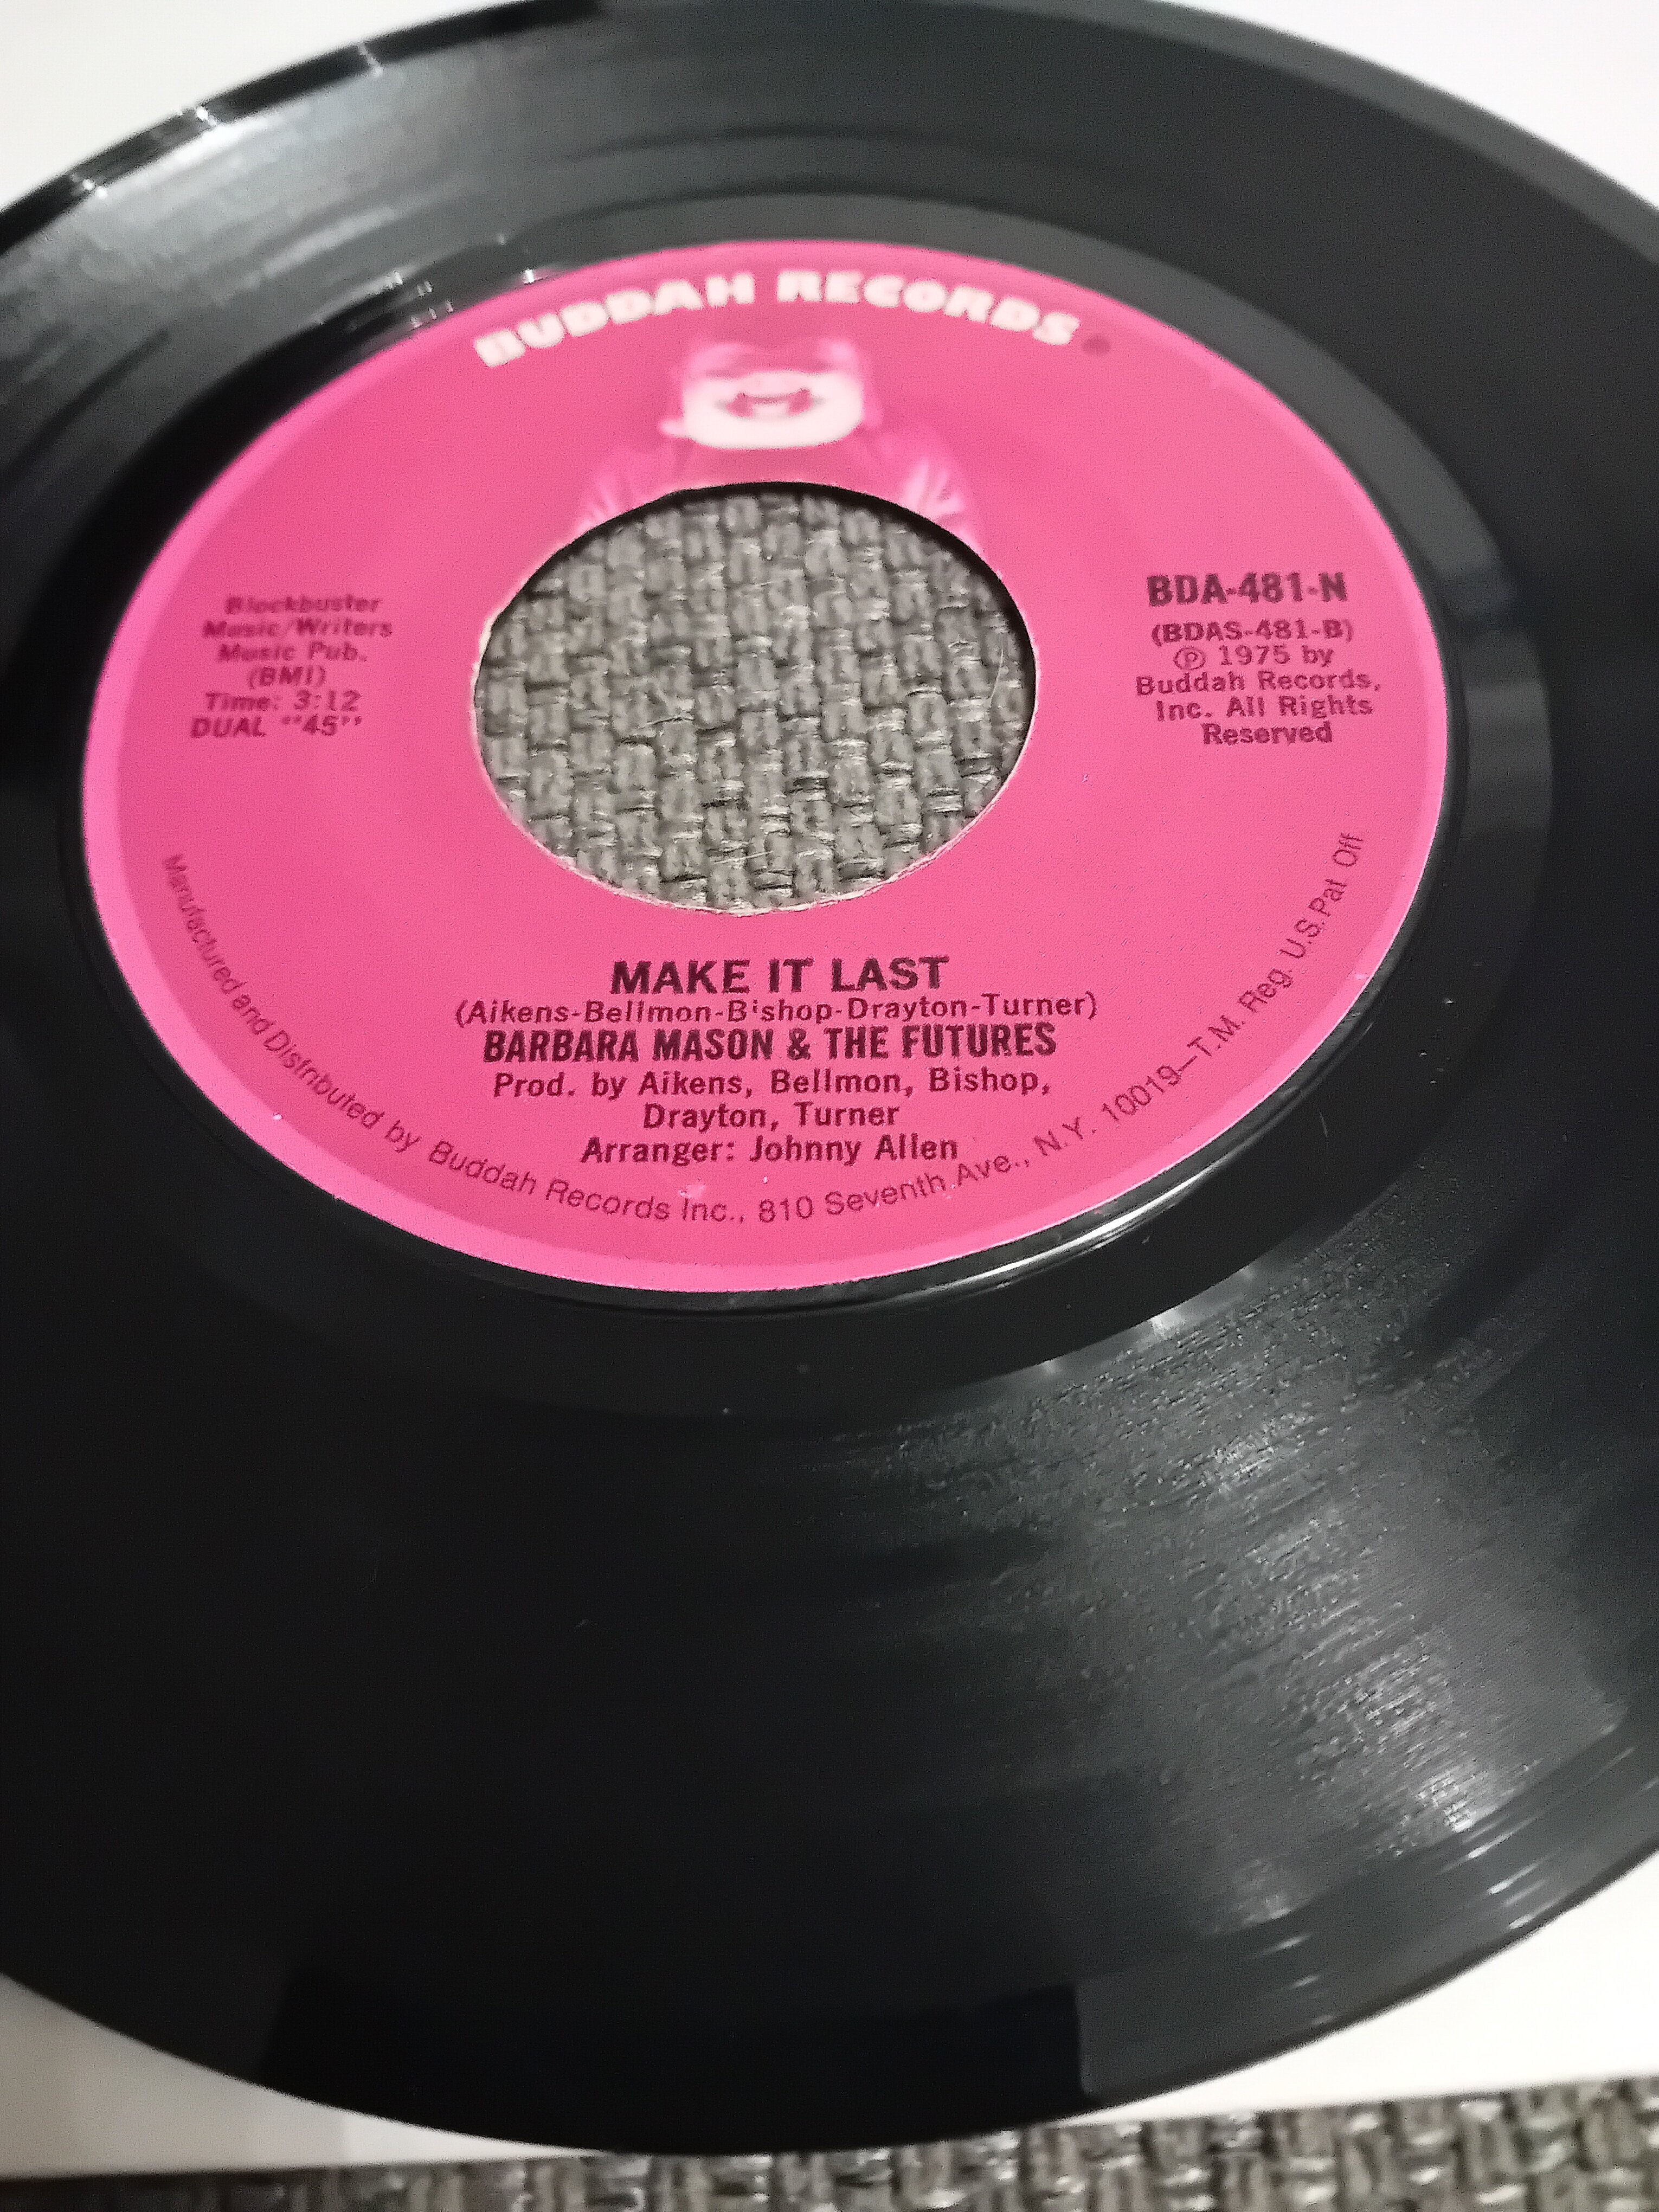 BUDDAH RECORDS
Blockbuster
Music/Writers
Music Pub.
(BMI)
Time: 3:12
DUAL "45"
BDA-481-N
(BDAS-481-B)
℗ 1975 by
Buddah Records,
Inc. All Rights
Reserved
MAKE IT LAST
(Aikens-Bellmon-Bishop-Drayton-Turner)
BARBARA MASON & THE FUTURES
Prod. by Aikens, Bellmon, Bishop,
Drayton, Turner
Arranger: Johnny Allen
Manufactured and Distributed by Buddah Records Inc., 810 Seventh Ave., N.Y. 10019—T.M. Reg. U.S. Pat Off